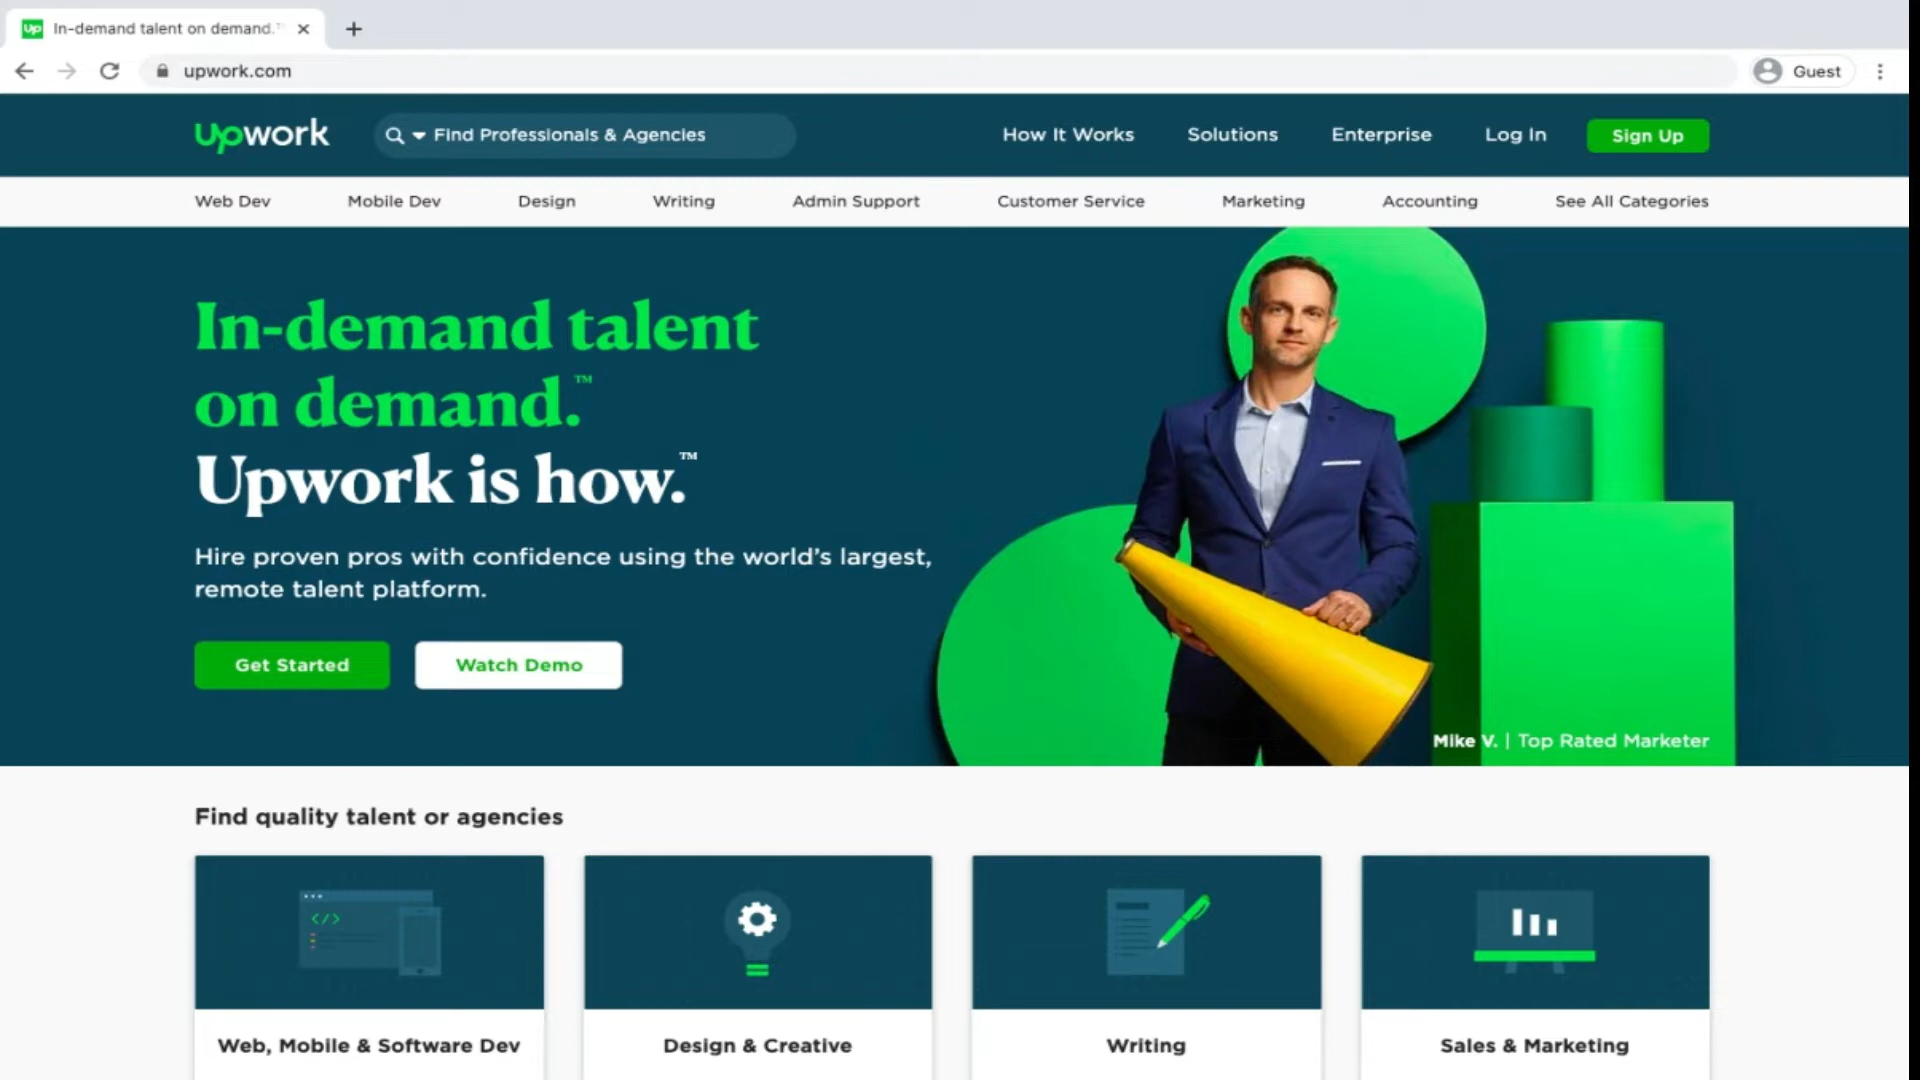 In-demand talent on demand.™
upwork.com
Guest
upwork
Find Professionals & Agencies
How It Works
Solutions
Enterprise
Log In
Sign Up
Web Dev
Mobile Dev
Design
Writing
Admin Support
Customer Service
Marketing
Accounting
See All Categories
In-demand talent
on demand.™
Upwork is how.™
Hire proven pros with confidence using the world's largest,
remote talent platform.
Get Started
Watch Demo
Mike V. | Top Rated Marketer
Find quality talent or agencies
</>
Web, Mobile & Software Dev
Design & Creative
Writing
Sales & Marketing